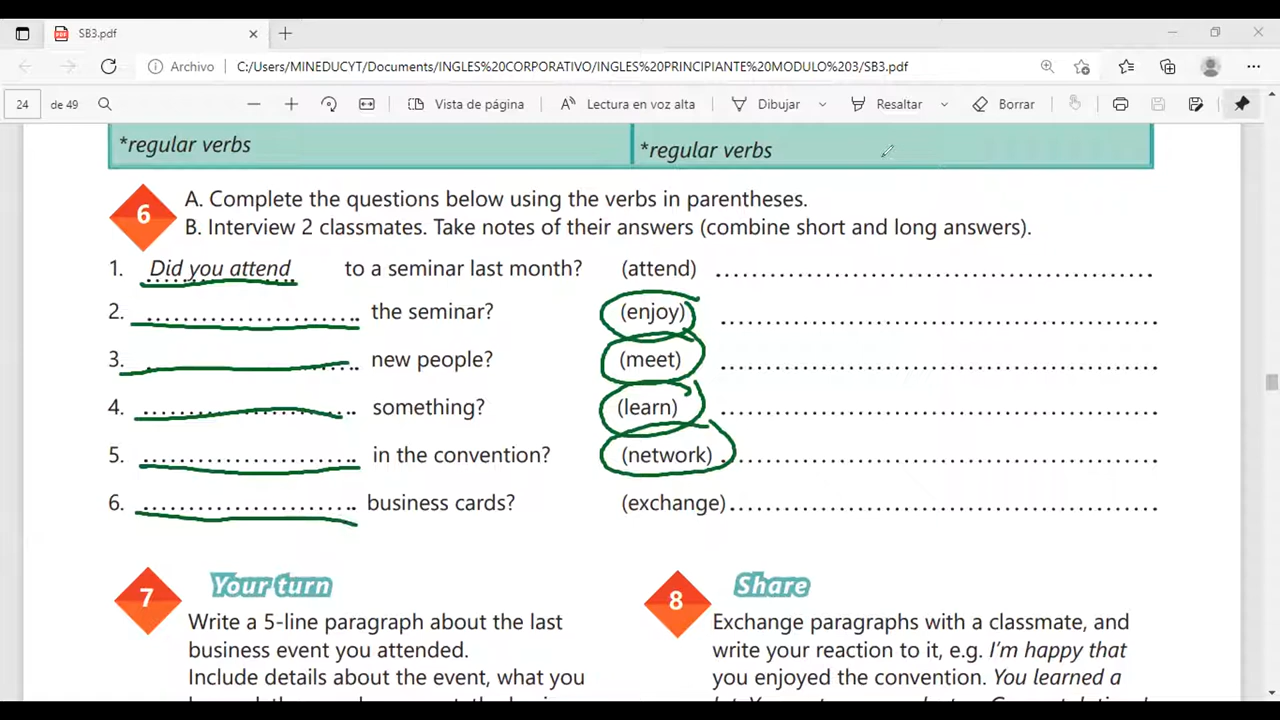 SB3.pdf
Archivo C:/Users/MINEDUCYT/Documents/INGLES%20CORPORATIVO/INGLES%20PRINCIPIANTE%20MODULO%203/SB3.pdf
24 de 49 Vista de página Lectura en voz alta Dibujar Resaltar Borrar
*regular verbs *regular verbs
6 A. Complete the questions below using the verbs in parentheses.
B. Interview 2 classmates. Take notes of their answers (combine short and long answers).
1. Did you attend to a seminar last month? (attend)
2. the seminar? (enjoy)
3. new people? (meet)
4. something? (learn)
5. in the convention? (network)
6. business cards? (exchange)
7 Your turn
Write a 5-line paragraph about the last
business event you attended.
Include details about the event, what you
8 Share
Exchange paragraphs with a classmate, and
write your reaction to it, e.g. I'm happy that
you enjoyed the convention. You learned a